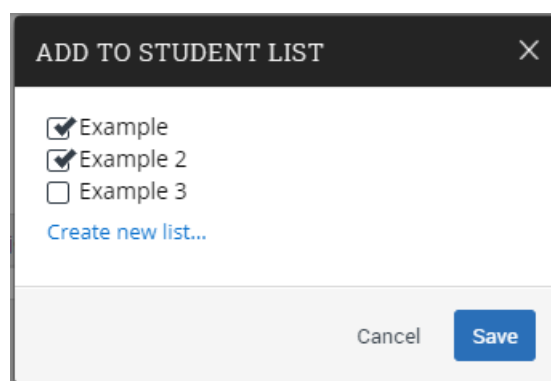 ADD TO STUDENT LIST
Example
Example 2
Example 3
Create new list...
Cancel Save